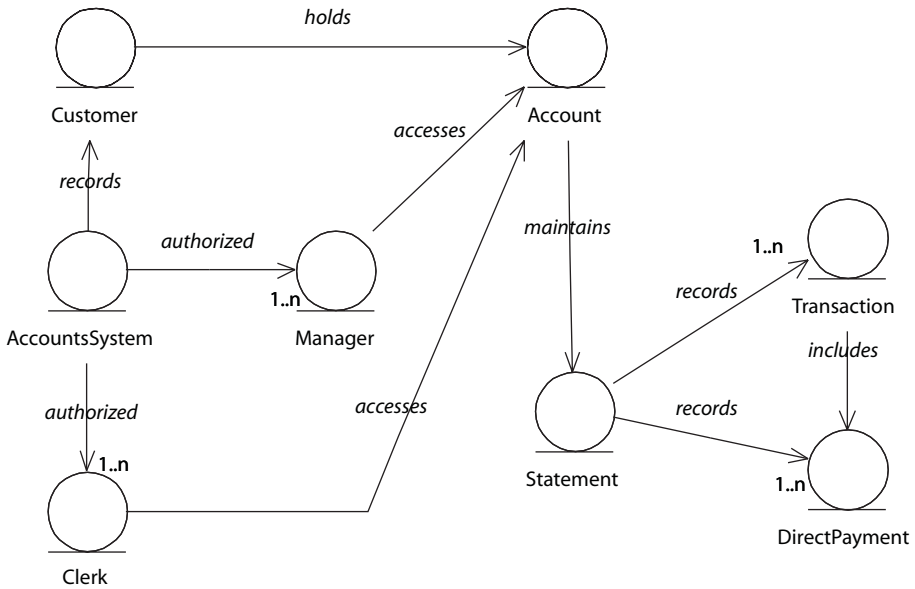 holds
Customer
Account
accesses
records
authorized
maintains
1..n
1..n
Manager
AccountsSystem
records
Transaction
includes
authorized
accesses
records
1..n
Statement
1..n
DirectPayment
Clerk